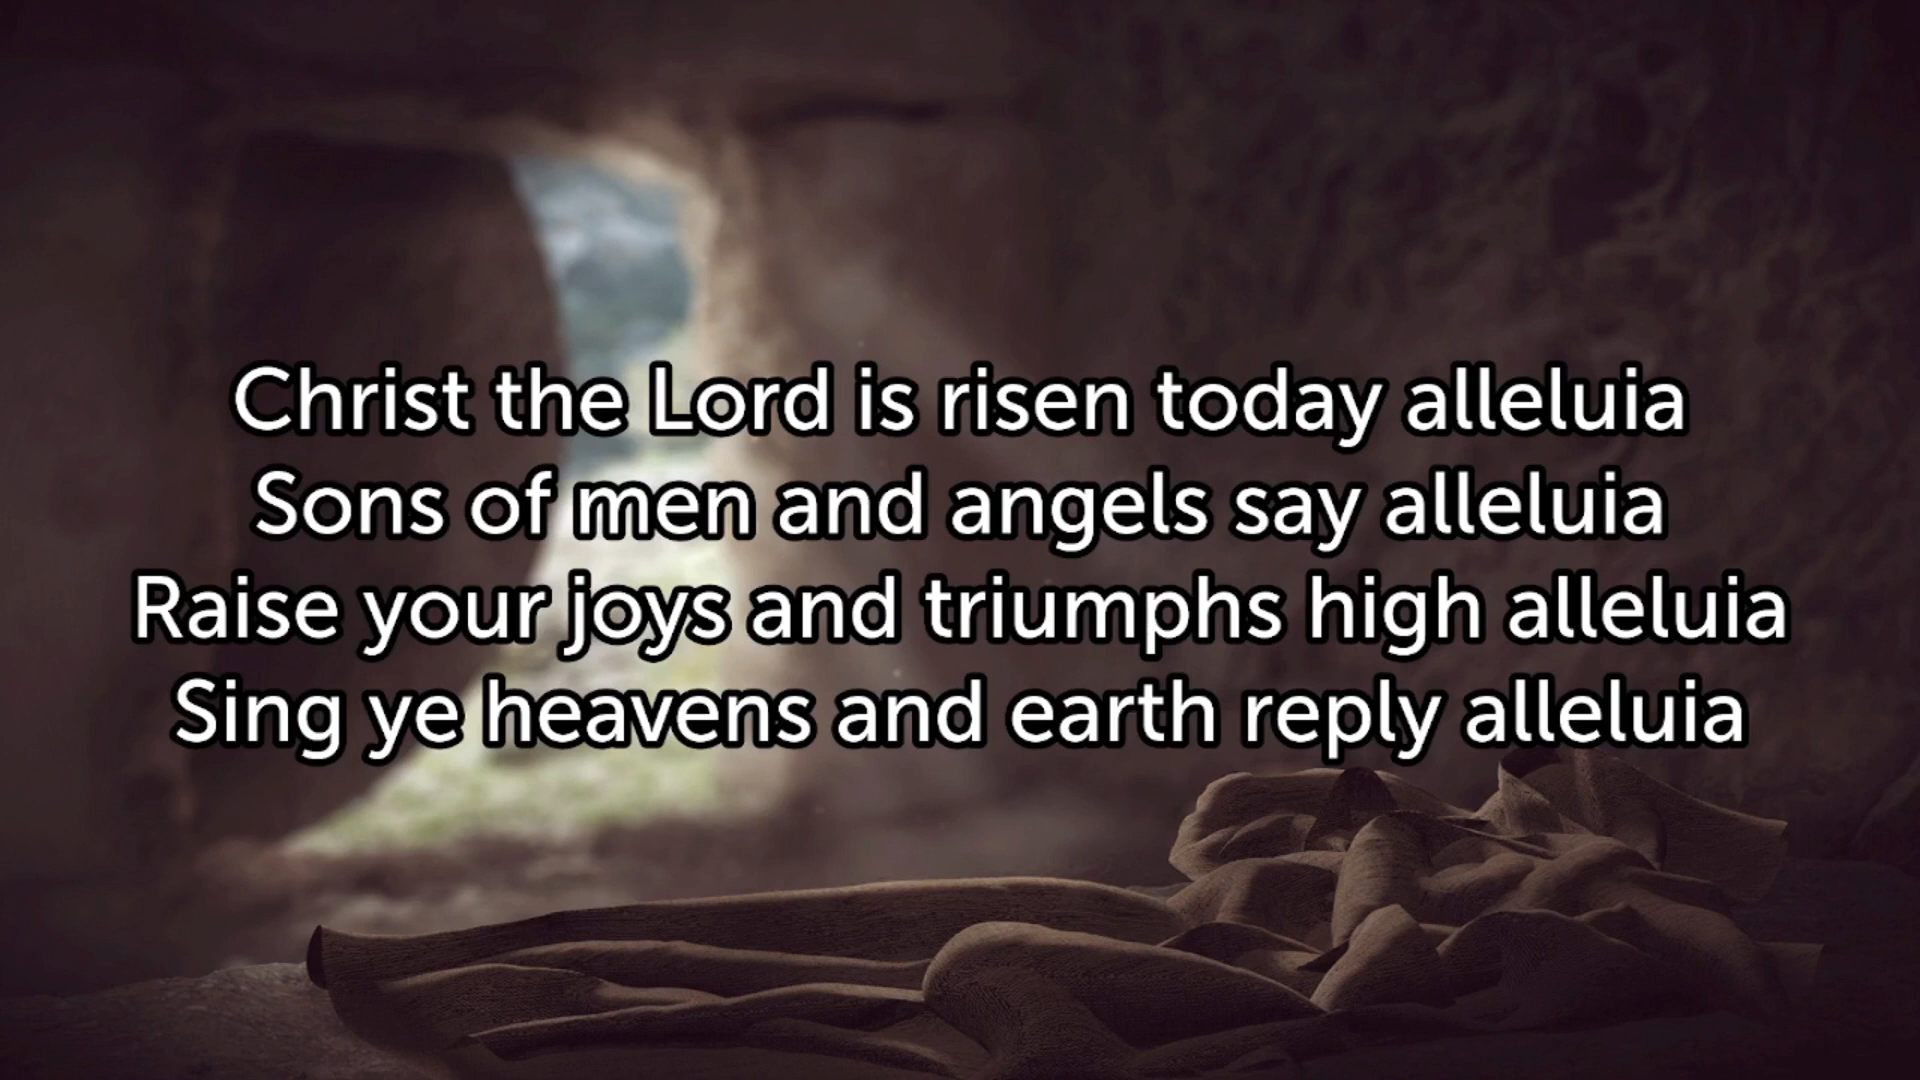 Christ the Lord is risen today alleluia
Sons of men and angels say alleluia
Raise your joys and triumphs high alleluia
Sing ye heavens and earth reply alleluia